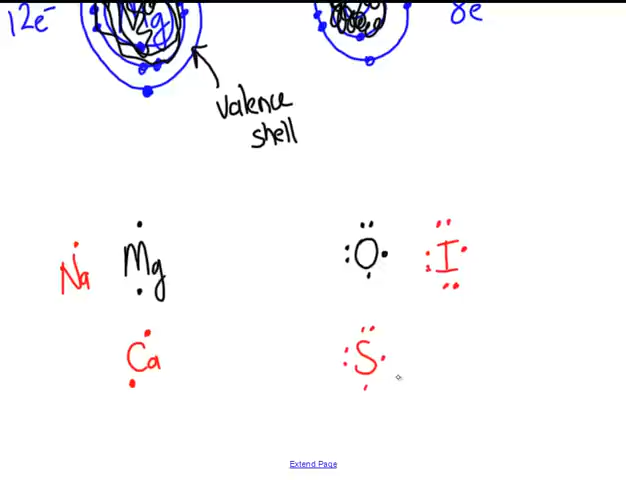 12e⁻
Mg
8e
Valence
shell
Na Mg O I
Ca S
Extend Page